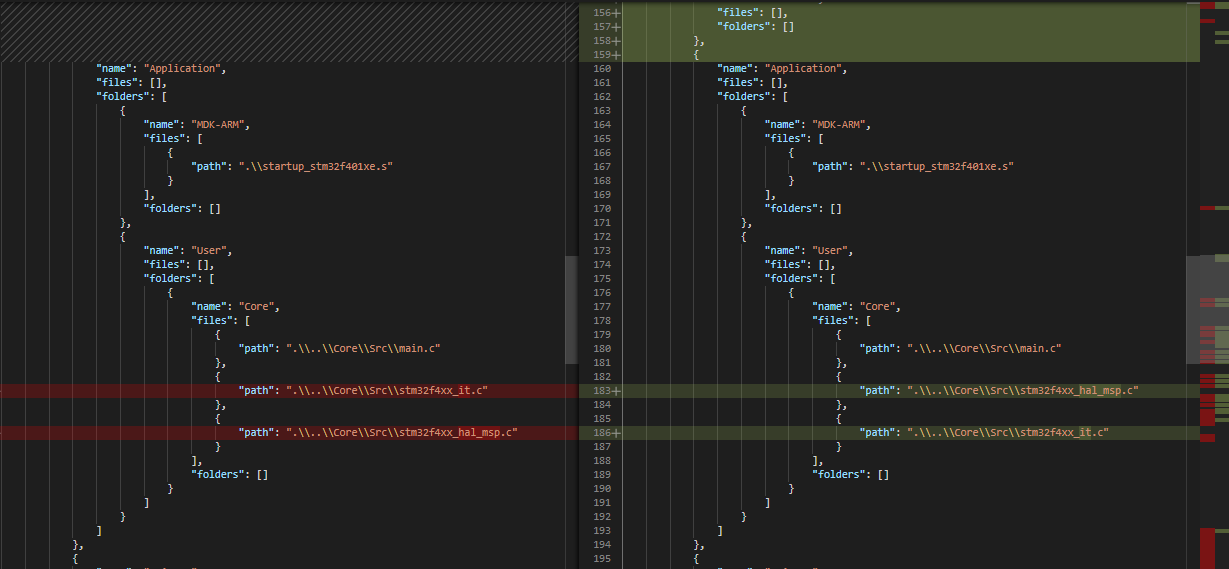 "name": "Application",
"files": [],
"folders": [
{
"name": "MDK-ARM",
"files": [
{
"path": ".\\startup_stm32f401xe.s"
}
],
"folders": []
},
{
"name": "User",
"files": [],
"folders": [
{
"name": "Core",
"files": [
{
"path": ".\\..\\Core\\Src\\main.c"
},
{
"path": ".\\..\\Core\\Src\\stm32f4xx_it.c"
},
{
"path": ".\\..\\Core\\Src\\stm32f4xx_hal_msp.c"
}
],
"folders": []
}
]
}
]
},
{
156+ "files": [],
157+ "folders": []
158+ },
159+ {
160 "name": "Application",
161 "files": [],
162 "folders": [
163 {
164 "name": "MDK-ARM",
165 "files": [
166 {
167 "path": ".\\startup_stm32f401xe.s"
168 }
169 ],
170 "folders": []
171 },
172 {
173 "name": "User",
174 "files": [],
175 "folders": [
176 {
177 "name": "Core",
178 "files": [
179 {
180 "path": ".\\..\\Core\\Src\\main.c"
181 },
182 {
183+ "path": ".\\..\\Core\\Src\\stm32f4xx_hal_msp.c"
184 },
185 {
186+ "path": ".\\..\\Core\\Src\\stm32f4xx_it.c"
187 }
188 ],
189 "folders": []
190 }
191 ]
192 }
193 ]
194 },
195 {